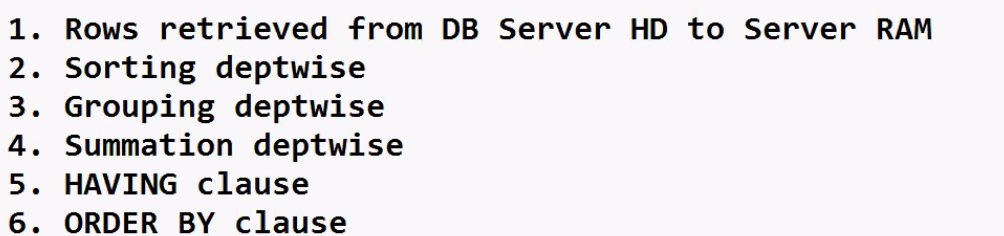 1. Rows retrieved from DB Server HD to Server RAM
2. Sorting deptwise
3. Grouping deptwise
4. Summation deptwise
5. HAVING clause
6. ORDER BY clause